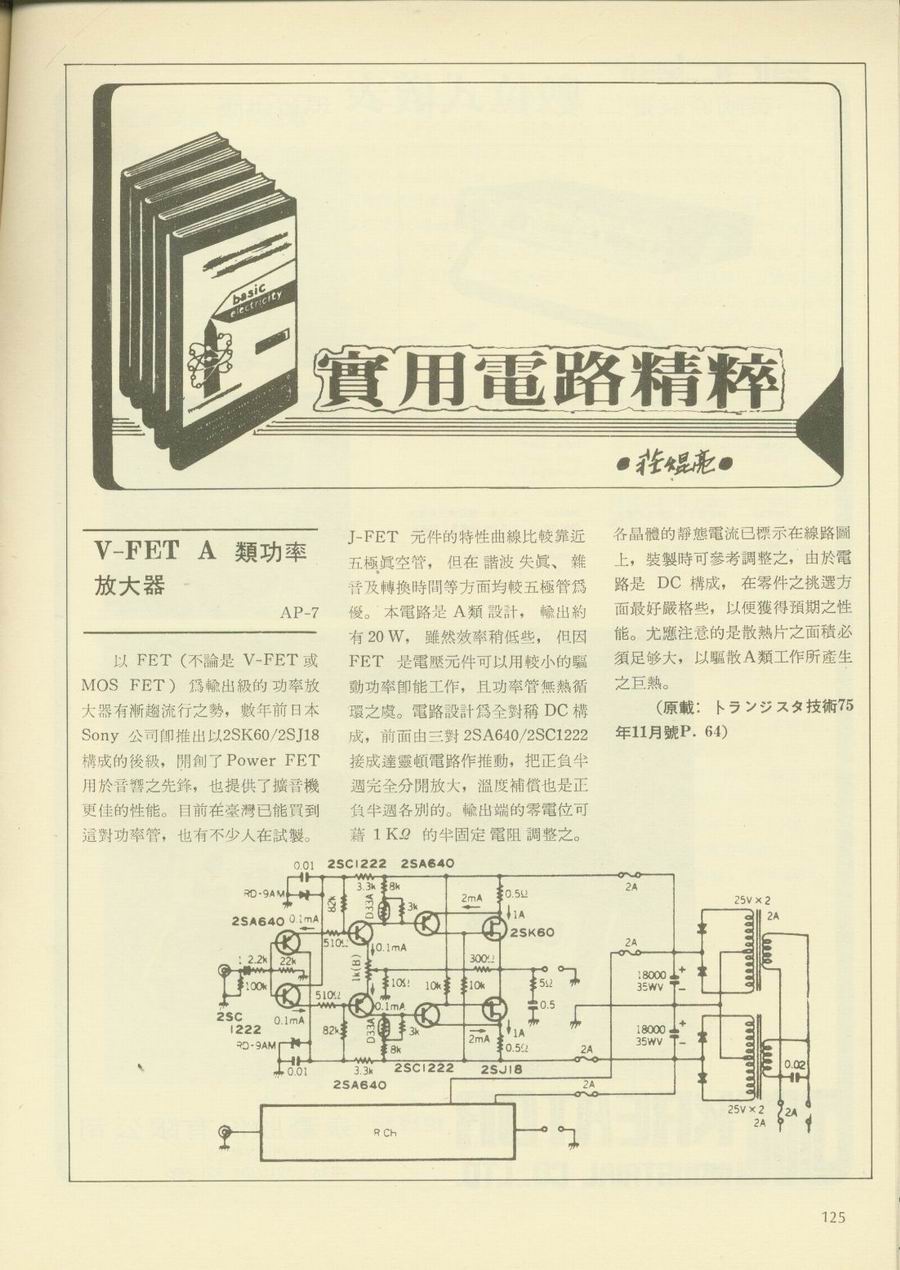 basic
electricity
實用電路精粹
●莊焜亮●
V-FET A 類功率
放大器
AP-7
以 FET (不論是 V-FET 或
MOS FET) 爲輸出級的功率放
大器有漸趨流行之勢,數年前日本
Sony 公司卽推出以2SK60/2SJ18
構成的後級,開創了Power FET
用於音響之先鋒,也提供了擴音機
更佳的性能。目前在臺灣已能買到
這對功率管,也有不少人在試製。
J-FET 元件的特性曲線比較靠近
五極眞空管, 但在 諧波 失眞、 雜
音及轉換時間等方面均較五極管爲
優。本電路是 A類 設計, 輸出約
有 20 W, 雖然效率稍低些, 但因
FET 是電壓元件可以用較小的驅
動功率卽能工作,且功率管無熱循
環之虞。電路設計爲全對稱 DC 構
成,前面由三對 2SA640/2SC1222
接成達靈頓電路作推動,把正負半
週完全分開放大,溫度補償也是正
負半週各別的。輸出端的零電位可
藉 1 KΩ 的半固定 電阻 調整之。
各晶體的靜態電流已標示在線路圖
上,裝製時可參考調整之,由於電
路是 DC 構成, 在零件之挑選方
面最好嚴格些,以便獲得預期之性
能。尤應注意的是散熱片之面積必
須足够大,以驅散A類工作所產生
之巨熱。
(原載:トランジスタ技術75
年11月號P. 64)
0.01 2SC1222 2SA640
3.3k 8k 2A
RD-9AM 82k D33A 3k 2mA 0.5Ω 25V×2
2A
2SA640 0.1mA 1A
510Ω 2SK60
0.1mA 2A
2.2k 22k 1k(B) 300Ω
100k 10Ω 10k 10k 5Ω 18000
35WV
510Ω 0.5
2SC
1222
0.1mA 0.1mA 18000
35WV
82k D33A 3k 1A
RD-9AM 2mA 0.5Ω 2A
8k 0.02
0.01 3.3k 2SC1222 2SJ18
2SA640 2A
25V×2 2A
2A
R Ch
125